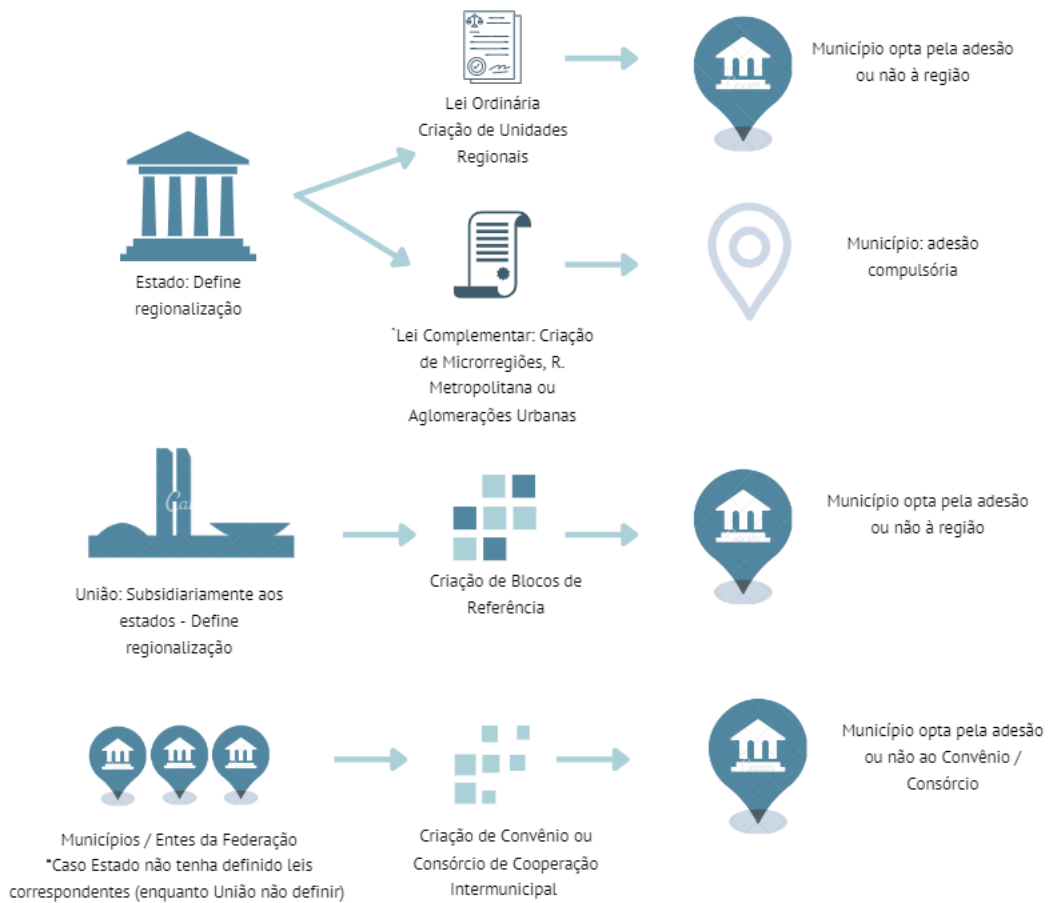 Lei Ordinária
Criação de Unidades
Regionais
Município opta pela adesão
ou não à região
Estado: Define
regionalização
`Lei Complementar: Criação
de Microrregiões, R.
Metropolitana ou
Aglomerações Urbanas
Município: adesão
compulsória
União: Subsidiariamente aos
estados - Define
regionalização
Criação de Blocos de
Referência
Município opta pela adesão
ou não à região
Municípios / Entes da Federação
*Caso Estado não tenha definido leis
correspondentes (enquanto União não definir)
Criação de Convênio ou
Consórcio de Cooperação
Intermunicipal
Município opta pela adesão
ou não ao Convênio /
Consórcio